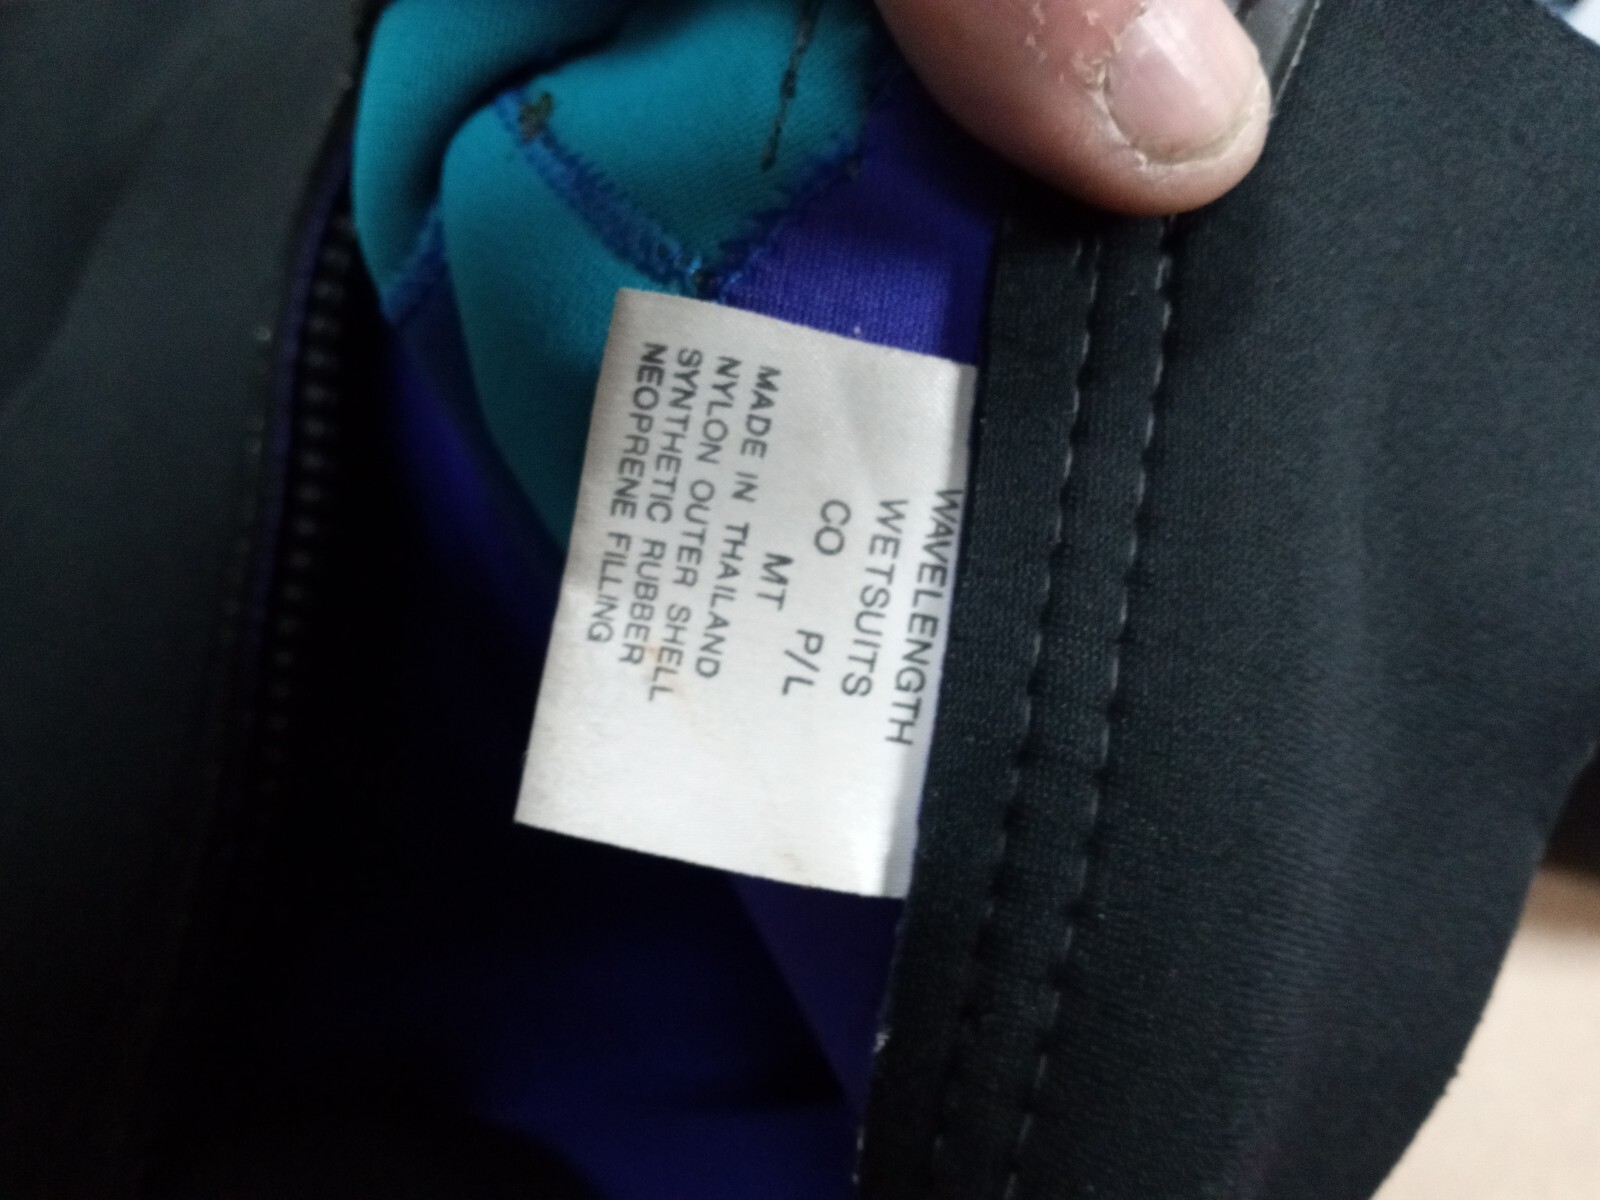 WAVELENGTH
WETSUITS
CO P/L
MT
MADE IN THAILAND
NYLON OUTER SHELL
SYNTHETIC RUBBER
NEOPRENE FILLING